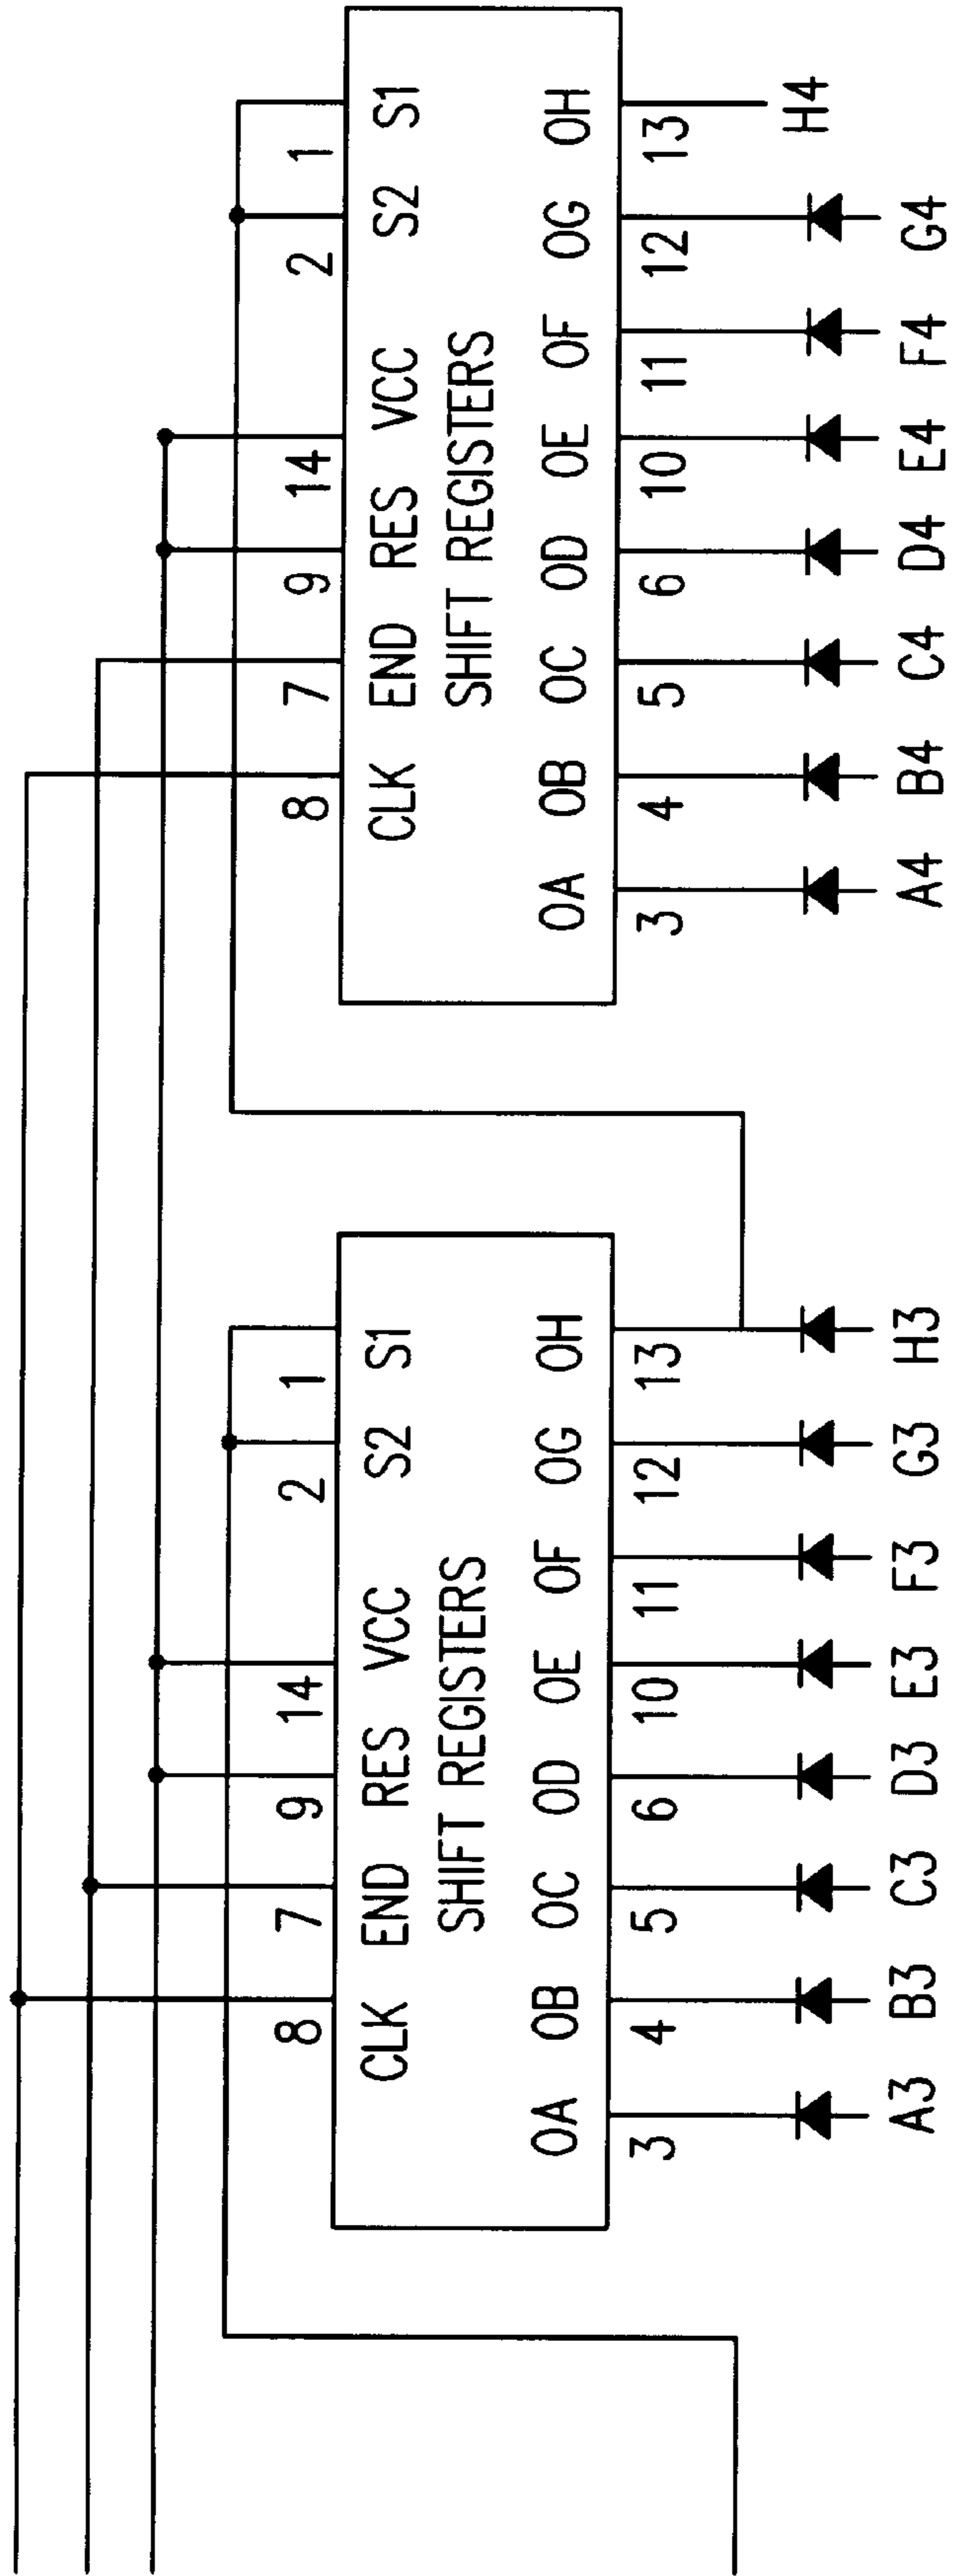 8 7 9 14 2 1
CLK END RES VCC S2 S1
SHIFT REGISTERS
OA OB OC OD OE OF OG OH
3 4 5 6 10 11 12 13
A3 B3 C3 D3 E3 F3 G3 H3
8 7 9 14 2 1
CLK END RES VCC S2 S1
SHIFT REGISTERS
OA OB OC OD OE OF OG OH
3 4 5 6 10 11 12 13
H4
A4 B4 C4 D4 E4 F4 G4